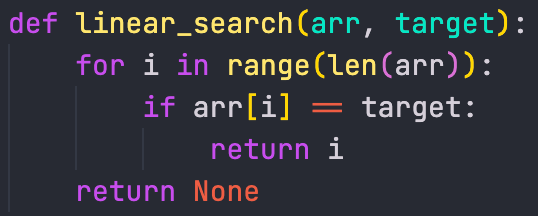 def linear_search(arr, target):
    for i in range(len(arr)):
        if arr[i] == target:
            return i
    return None